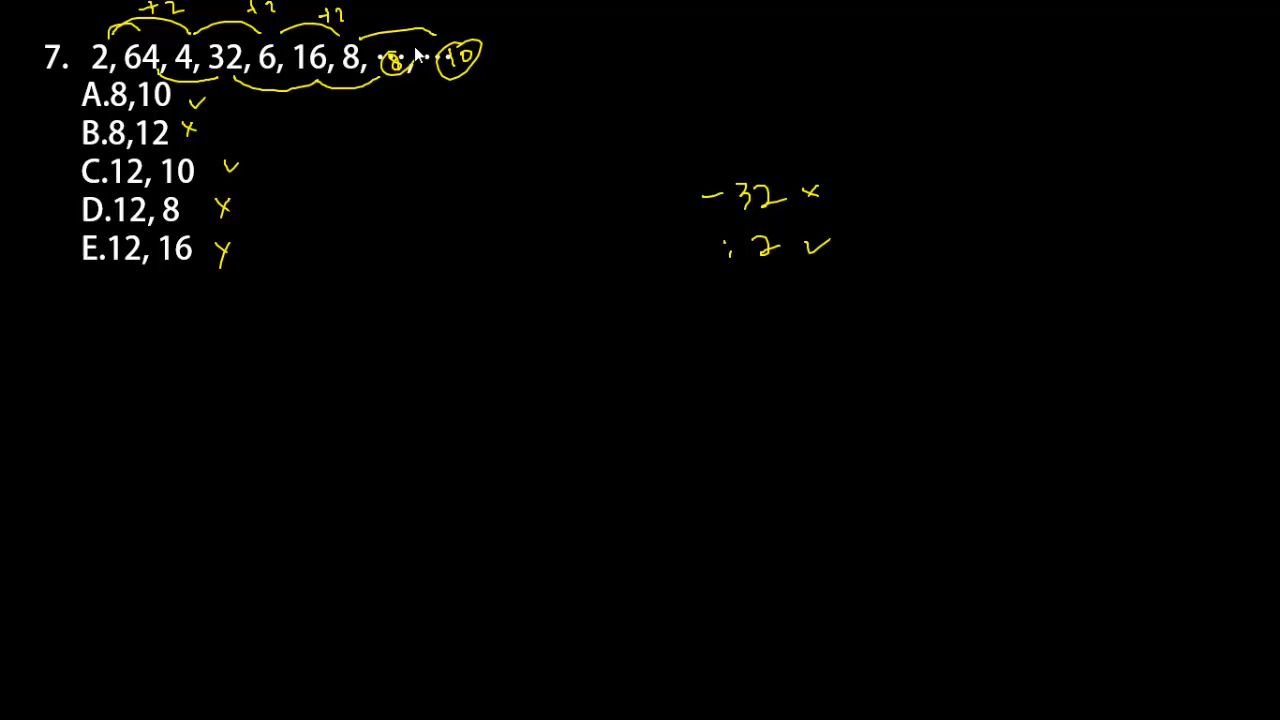 +2 +2 +2
7. 2, 64, 4, 32, 6, 16, 8, ..8, ...10
A.8,10 ✓
B.8,12 ×
C.12, 10 ✓
- 32 ×
D.12, 8 ×
: 2 ✓
E.12, 16 ×